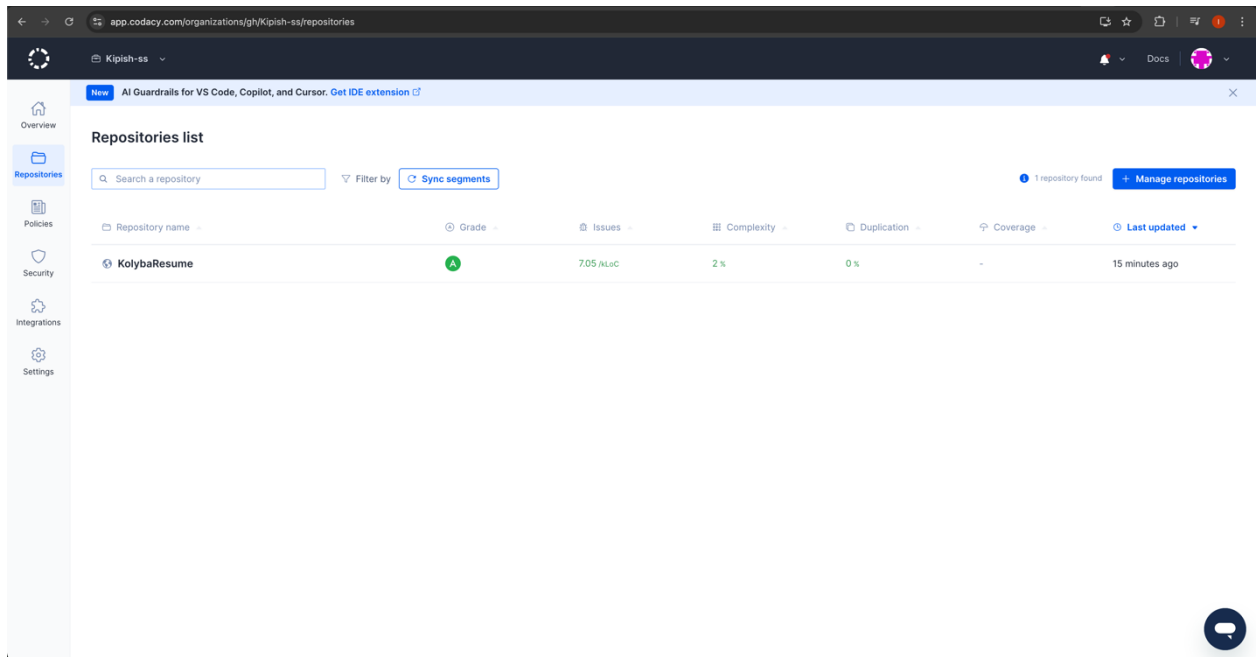 app.codacy.com/organizations/gh/Kipish-ss/repositories
Kipish-ss
Docs
New AI Guardrails for VS Code, Copilot, and Cursor. Get IDE extension
Overview
Repositories
Policies
Security
Integrations
Settings
Repositories list
Search a repository Filter by Sync segments 1 repository found + Manage repositories
Repository name Grade Issues Complexity Duplication Coverage Last updated
KolybaResume A 7.05 /kLoC 2 % 0 % - 15 minutes ago